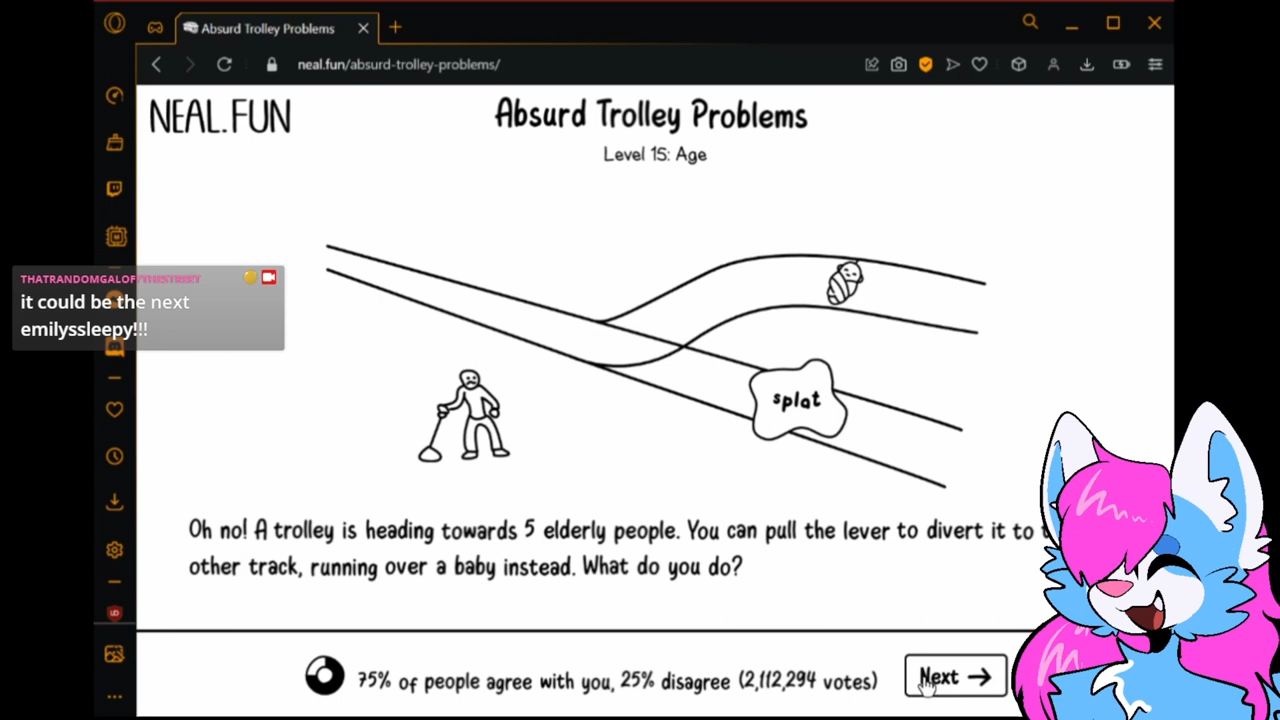 Absurd Trolley Problems
neal.fun/absurd-trolley-problems/
NEAL.FUN
Absurd Trolley Problems
Level 15: Age
it could be the next
emilyssleepy!!!
splat
Oh no! A trolley is heading towards 5 elderly people. You can pull the lever to divert it to
other track, running over a baby instead. What do you do?
UD
75% of people agree with you, 25% disagree (2,112,294 votes)
Next →